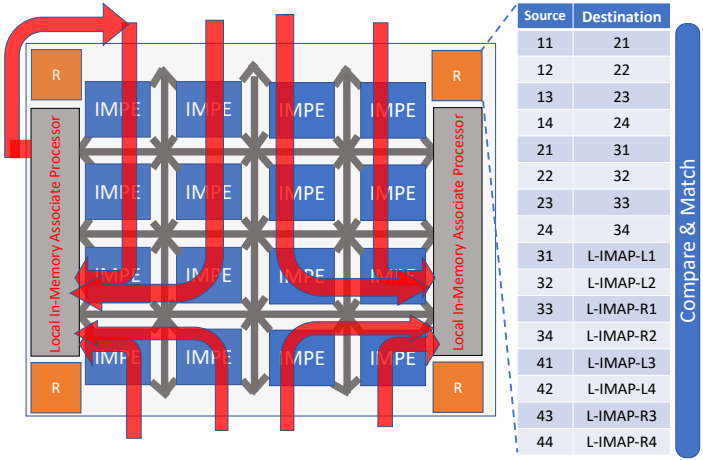 R
R
IMPE IMPE IMPE IMPE
IMPE IMPE IMPE IMPE
IMPE IMPE IMPE IMPE
IMPE IMPE IMPE IMPE
Local In-Memory Associate Processor
Local In-Memory Associate Processor
R
R
Source Destination
11 21
12 22
13 23
14 24
21 31
22 32
23 33
24 34
31 L-IMAP-L1
32 L-IMAP-L2
33 L-IMAP-R1
34 L-IMAP-R2
41 L-IMAP-L3
42 L-IMAP-L4
43 L-IMAP-R3
44 L-IMAP-R4
Compare & Match